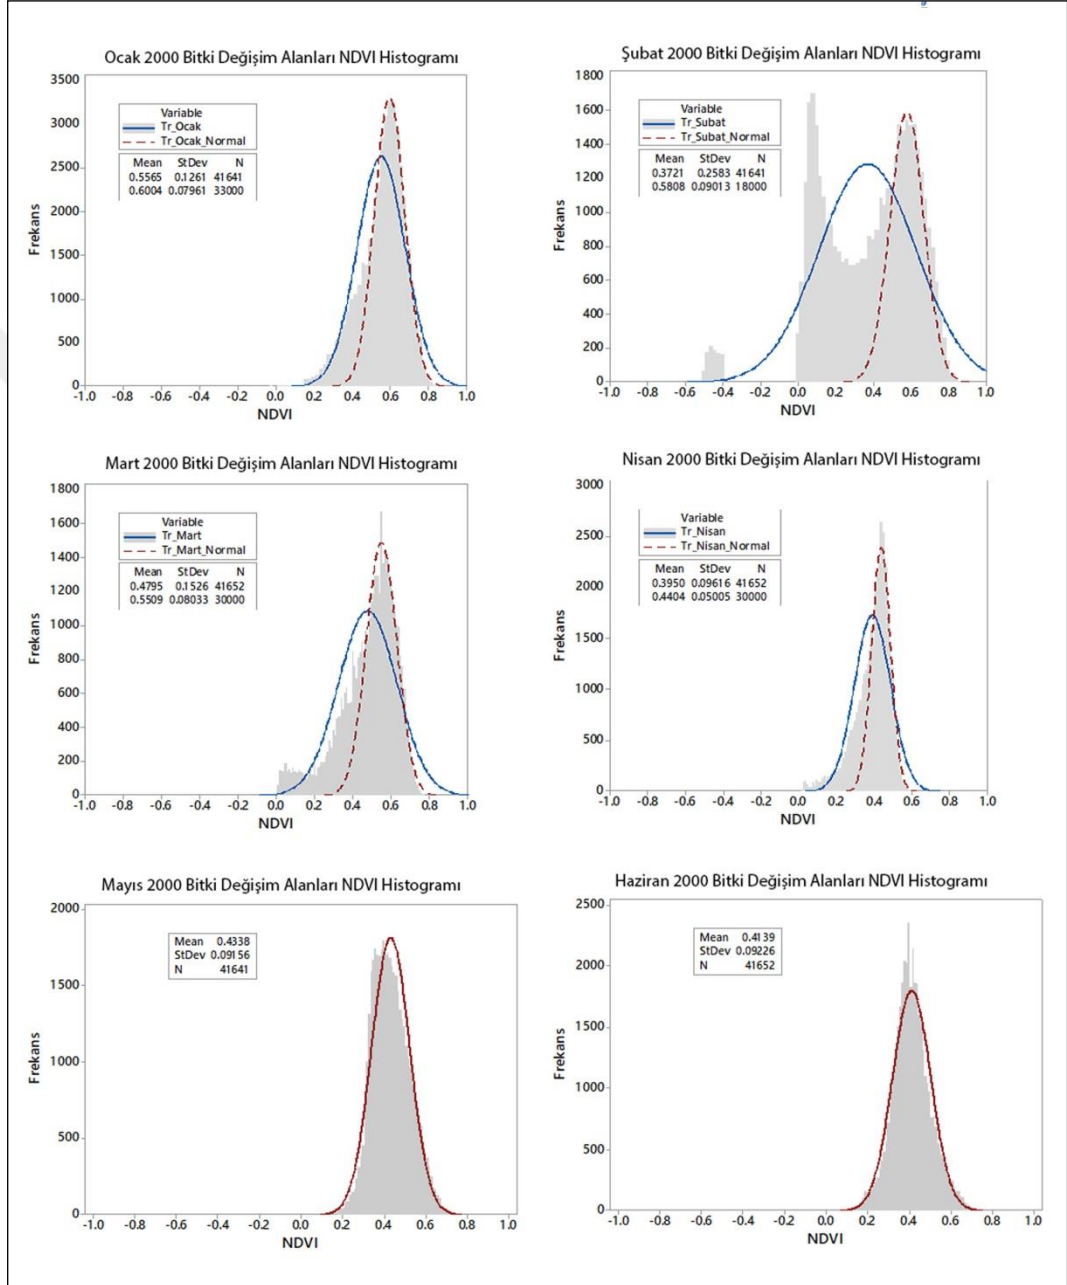 Ocak 2000 Bitki Değişim Alanları NDVI Histogramı
3500
3000
2500
2000
1500
1000
500
0
Frekans
Variable
Tr_Ocak
Tr_Ocak_Normal
Mean StDev N
0.5565 0.1261 41641
0.6004 0.07961 33000
-1.0 -0.8 -0.6 -0.4 -0.2 0.0 0.2 0.4 0.6 0.8 1.0
NDVI
Şubat 2000 Bitki Değişim Alanları NDVI Histogramı
1800
1600
1400
1200
1000
800
600
400
200
0
Frekans
Variable
Tr_Subat
Tr_Subat_Normal
Mean StDev N
0.3721 0.2583 41641
0.5808 0.09013 18000
-1.0 -0.8 -0.6 -0.4 -0.2 0.0 0.2 0.4 0.6 0.8 1.0
NDVI
Mart 2000 Bitki Değişim Alanları NDVI Histogramı
1800
1600
1400
1200
1000
800
600
400
200
0
Frekans
Variable
Tr_Mart
Tr_Mart_Normal
Mean StDev N
0.4795 0.1526 41652
0.5509 0.08033 30000
-1.0 -0.8 -0.6 -0.4 -0.2 0.0 0.2 0.4 0.6 0.8 1.0
NDVI
Nisan 2000 Bitki Değişim Alanları NDVI Histogramı
3000
2500
2000
1500
1000
500
0
Frekans
Variable
Tr_Nisan
Tr_Nisan_Normal
Mean StDev N
0.3950 0.09616 41652
0.4404 0.05005 30000
-1.0 -0.8 -0.6 -0.4 -0.2 0.0 0.2 0.4 0.6 0.8 1.0
NDVI
Mayıs 2000 Bitki Değişim Alanları NDVI Histogramı
2000
1500
1000
500
0
Frekans
Mean 0.4338
StDev 0.09156
N 41641
-1.0 -0.8 -0.6 -0.4 -0.2 0.0 0.2 0.4 0.6 0.8 1.0
NDVI
Haziran 2000 Bitki Değişim Alanları NDVI Histogramı
2500
2000
1500
1000
500
0
Frekans
Mean 0.4139
StDev 0.09226
N 41652
-1.0 -0.8 -0.6 -0.4 -0.2 0.0 0.2 0.4 0.6 0.8 1.0
NDVI